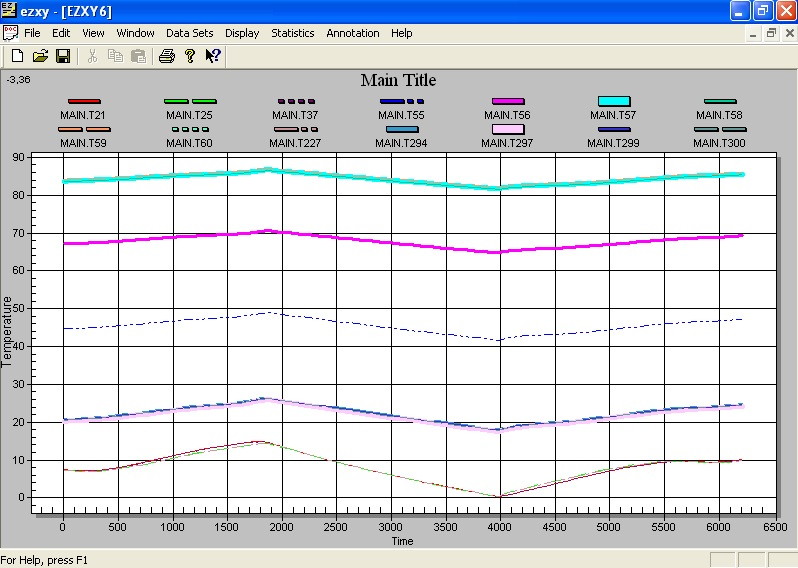 ezxy - [EZXY6]
File Edit View Window Data Sets Display Statistics Annotation Help
-3,36
Main Title
MAIN.T21 MAIN.T25 MAIN.T37 MAIN.T55 MAIN.T56 MAIN.T57 MAIN.T58
MAIN.T59 MAIN.T60 MAIN.T227 MAIN.T294 MAIN.T297 MAIN.T299 MAIN.T300
90
80
70
60
50
40
30
20
10
0
Temperature
0 500 1000 1500 2000 2500 3000 3500 4000 4500 5000 5500 6000 6500
Time
For Help, press F1